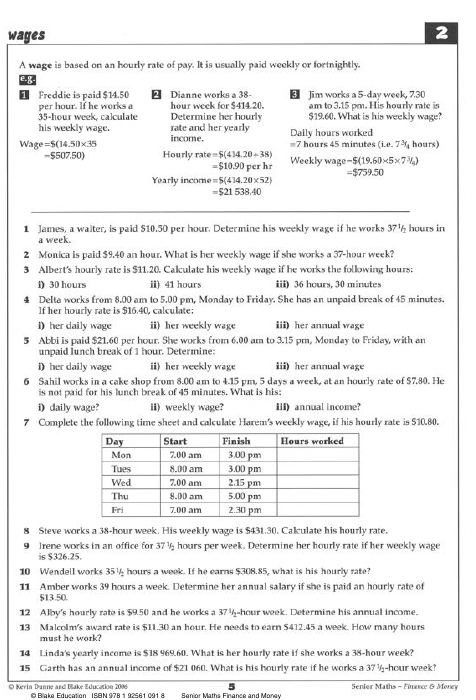 wages
2
A wage is based on an hourly rate of pay. It is usually paid weekly or fortnightly.
e.g.
1 Freddie is paid $14.50
per hour. If he works a
35-hour week, calculate
his weekly wage.
Wage=$(14.50×35
=$507.50)
2 Dianne works a 38-
hour week for $414.20.
Determine her hourly
rate and her yearly
income.
Hourly rate=$(414.20÷38)
=$10.90 per hr
Yearly income=$(414.20×52)
=$21 538.40
3 Jim works a 5-day week, 7.30
am to 3.15 pm. His hourly rate is
$19.60. What is his weekly wage?
Daily hours worked
=7 hours 45 minutes (i.e. 7 3/4 hours)
Weekly wage=$(19.60×5×7 3/4)
=$759.50
1 James, a waiter, is paid $10.50 per hour. Determine his weekly wage if he works 37 1/2 hours in
a week.
2 Monica is paid $9.40 an hour. What is her weekly wage if she works a 37-hour week?
3 Albert's hourly rate is $11.20. Calculate his weekly wage if he works the following hours:
i) 30 hours ii) 41 hours iii) 36 hours, 30 minutes
4 Delta works from 8.00 am to 5.00 pm, Monday to Friday. She has an unpaid break of 45 minutes.
If her hourly rate is $16.40, calculate:
i) her daily wage ii) her weekly wage iii) her annual wage
5 Abbi is paid $21.60 per hour. She works from 6.00 am to 3.15 pm, Monday to Friday, with an
unpaid lunch break of 1 hour. Determine:
i) her daily wage ii) her weekly wage iii) her annual wage
6 Sahil works in a cake shop from 8.00 am to 4.15 pm, 5 days a week, at an hourly rate of $7.80. He
is not paid for his lunch break of 45 minutes. What is his:
i) daily wage? ii) weekly wage? iii) annual income?
7 Complete the following time sheet and calculate Harem's weekly wage, if his hourly rate is $10.80.
Day Start Finish Hours worked
Mon 7.00 am 3.00 pm
Tues 8.00 am 3.00 pm
Wed 7.00 am 2.15 pm
Thu 8.00 am 5.00 pm
Fri 7.00 am 2.30 pm
8 Steve works a 38-hour week. His weekly wage is $431.30. Calculate his hourly rate.
9 Irene works in an office for 37 1/2 hours per week. Determine her hourly rate if her weekly wage
is $326.25.
10 Wendell works 35 1/2 hours a week. If he earns $308.85, what is his hourly rate?
11 Amber works 39 hours a week. Determine her annual salary if she is paid an hourly rate of
$13.50.
12 Alby's hourly rate is $9.50 and he works a 37 1/2-hour week. Determine his annual income.
13 Malcolm's award rate is $11.30 an hour. He needs to earn $412.45 a week. How many hours
must he work?
14 Linda's yearly income is $18 969.60. What is her hourly rate if she works a 38-hour week?
15 Garth has an annual income of $21 060. What is his hourly rate if he works a 37 1/2-hour week?
© Kevin Dunne and Blake Education 2006 5 Senior Maths – Finance & Money
© Blake Education ISBN 978 1 92561 091 8 Senior Maths Finance and Money